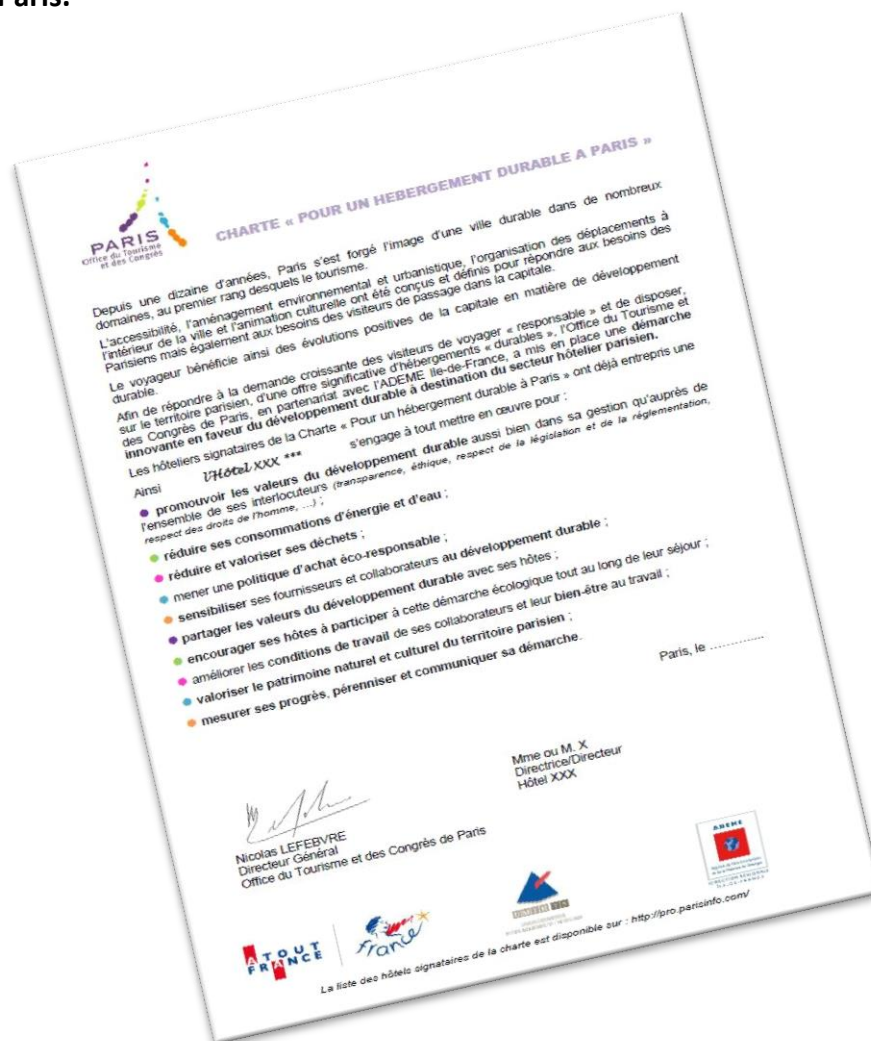 Paris.
PARIS
Office du Tourisme
et des Congrès
CHARTE « POUR UN HEBERGEMENT DURABLE A PARIS »
Depuis une dizaine d'années, Paris s'est forgé l'image d'une ville durable dans de nombreux
domaines, au premier rang desquels le tourisme.
L'accessibilité, l'aménagement environnemental et urbanistique, l'organisation des déplacements à
l'intérieur de la ville et l'animation culturelle ont été conçus et définis pour répondre aux besoins des
Parisiens mais également aux besoins des visiteurs de passage dans la capitale.
Le voyageur bénéficie ainsi des évolutions positives de la capitale en matière de développement
durable.
Afin de répondre à la demande croissante des visiteurs de voyager « responsable » et de disposer,
sur le territoire parisien, d'une offre significative d'hébergements « durables », l'Office du Tourisme et
des Congrès de Paris, en partenariat avec l'ADEME Ile-de-France, a mis en place une démarche
innovante en faveur du développement durable à destination du secteur hôtelier parisien.
Les hôteliers signataires de la Charte « Pour un hébergement durable à Paris » ont déjà entrepris une
Ainsi l'Hôtel XXX *** s'engage à tout mettre en œuvre pour :
• promouvoir les valeurs du développement durable aussi bien dans sa gestion qu'auprès de
l'ensemble de ses interlocuteurs (transparence, éthique, respect de la législation et de la réglementation,
respect des droits de l'homme, ...) ;
• réduire ses consommations d'énergie et d'eau ;
• réduire et valoriser ses déchets ;
• mener une politique d'achat éco-responsable ;
• sensibiliser ses fournisseurs et collaborateurs au développement durable ;
• partager les valeurs du développement durable avec ses hôtes ;
• encourager ses hôtes à participer à cette démarche écologique tout au long de leur séjour ;
• améliorer les conditions de travail de ses collaborateurs et leur bien-être au travail ;
• valoriser le patrimoine naturel et culturel du territoire parisien ;
• mesurer ses progrès, pérenniser et communiquer sa démarche.
Paris, le .............
Mme ou M. X
Directrice/Directeur
Hôtel XXX
Nicolas LEFEBVRE
Directeur Général
Office du Tourisme et des Congrès de Paris
ATOUT
FRANCE
France
ADEME
La liste des hôtels signataires de la charte est disponible sur : http://pro.parisinfo.com/